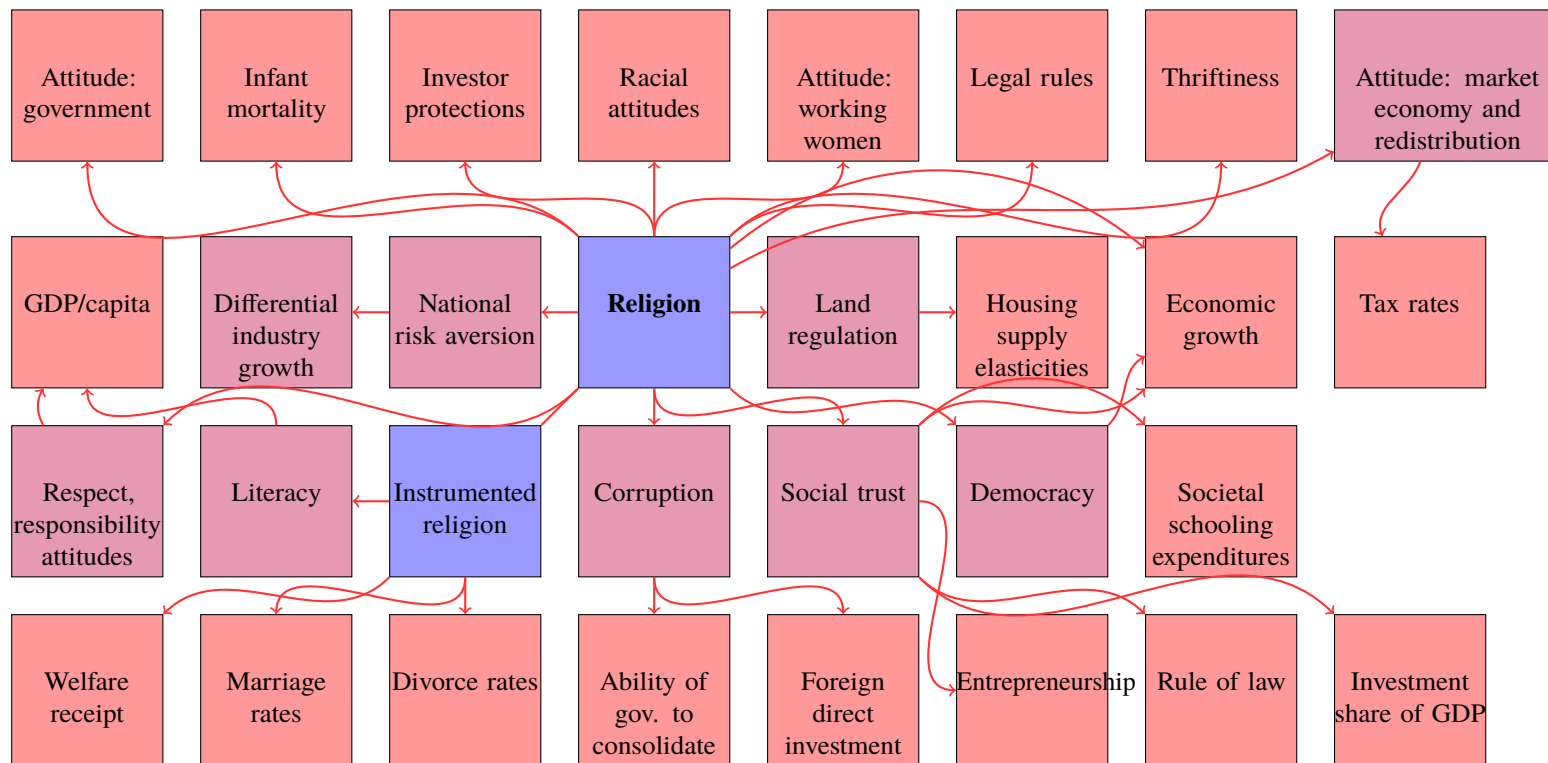 Attitude:
government
Infant
mortality
Investor
protections
Racial
attitudes
Attitude:
working
women
Legal rules
Thriftiness
Attitude: market
economy and
redistribution
GDP/capita
Differential
industry
growth
National
risk aversion
Religion
Land
regulation
Housing
supply
elasticities
Economic
growth
Tax rates
Respect,
responsibility
attitudes
Literacy
Instrumented
religion
Corruption
Social trust
Democracy
Societal
schooling
expenditures
Welfare
receipt
Marriage
rates
Divorce rates
Ability of
gov. to
consolidate
Foreign
direct
investment
Entrepreneurship
Rule of law
Investment
share of GDP